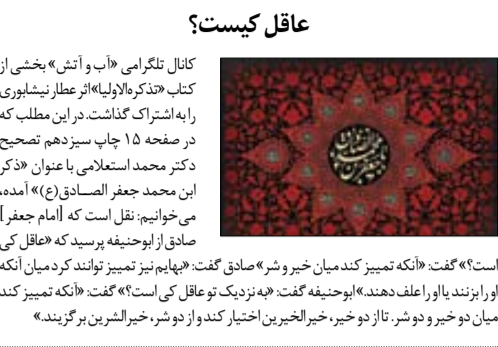 عاقل کیست؟
کانال تلگرامی «آب و آتش» بخشی از
کتاب «تذکره‌الاولیا» اثر عطار نیشابوری
را به اشتراک گذاشت. در این مطلب که
در صفحه ۱۵ چاپ سیزدهم تصحیح
دکتر محمد استعلامی با عنوان «ذکر
ابن محمد جعفر الصــادق(ع)» آمده،
می‌خوانیم: نقل است که [امام جعفر]
صادق از ابوحنیفه پرسید که «عاقل کی
است؟» گفت: «آنکه تمییز کند میان خیر و شر» صادق گفت: «بهایم نیز تمییز توانند کرد میان آنکه
او را بزنند یا او را علف دهند.» ابوحنیفه گفت: «به نزدیک تو عاقل کی است؟» گفت: «آنکه تمییز کند
میان دو خیر و دو شر. تا از دو خیر، خیرالخیرین اختیار کند و از دو شر، خیرالشرین برگزیند.»